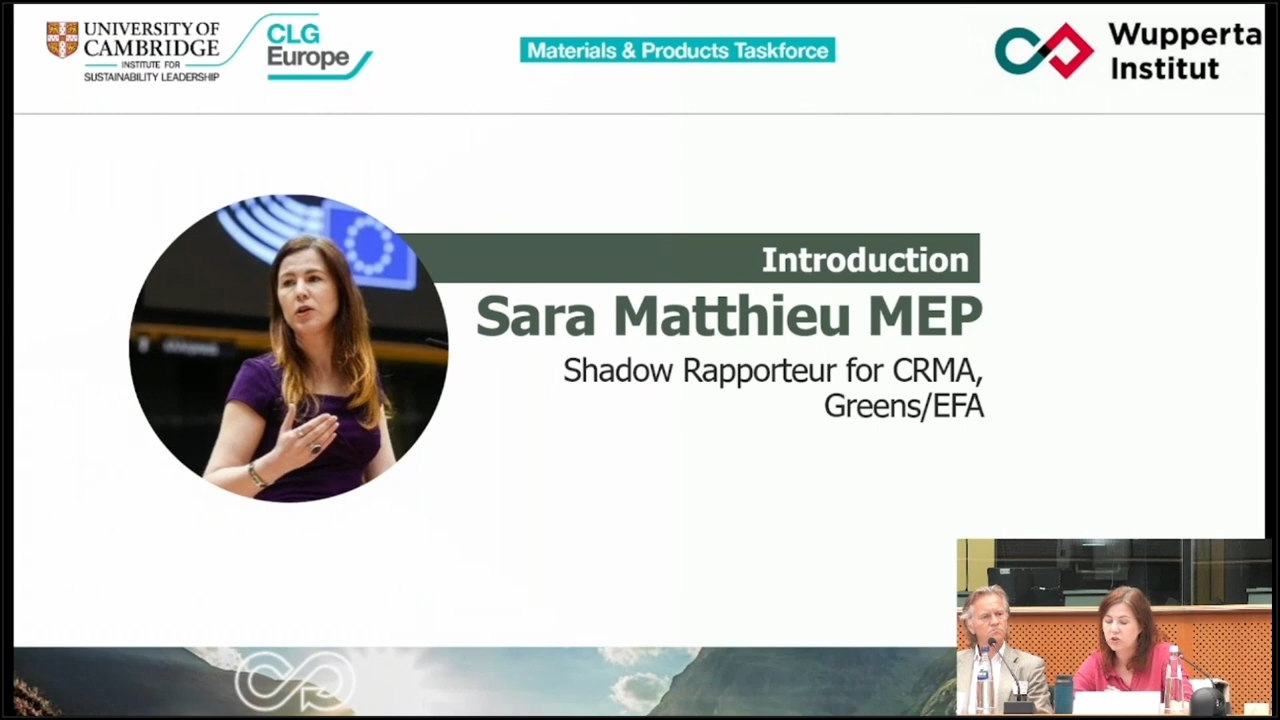 UNIVERSITY OF
CAMBRIDGE
INSTITUTE FOR
SUSTAINABILITY LEADERSHIP
CLG
Europe
Materials & Products Taskforce
Wupperta
Institut
Introduction
Sara Matthieu MEP
Shadow Rapporteur for CRMA,
Greens/EFA